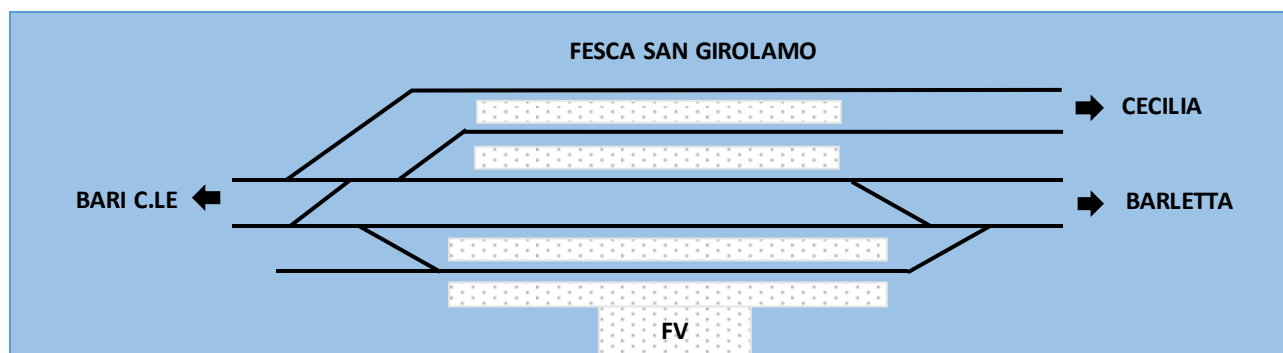 FESCA SAN GIROLAMO
CECILIA
BARI C.LE
BARLETTA
FV